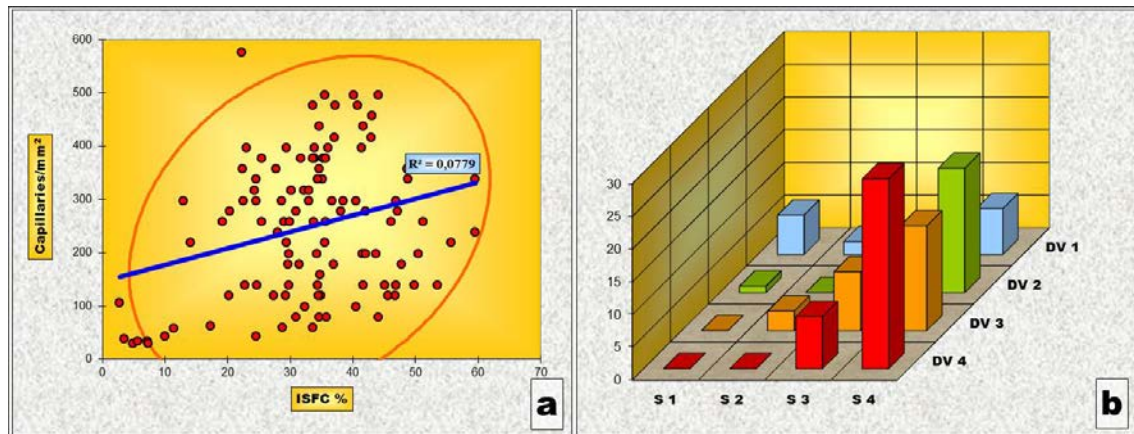 600
500
400
300
200
100
0
Capillaries/mm²
R² = 0,0779
0 10 20 30 40 50 60 70
ISFC %
a
30
25
20
15
10
5
0
DV 1
DV 2
DV 3
DV 4
S 1 S 2 S 3 S 4
b